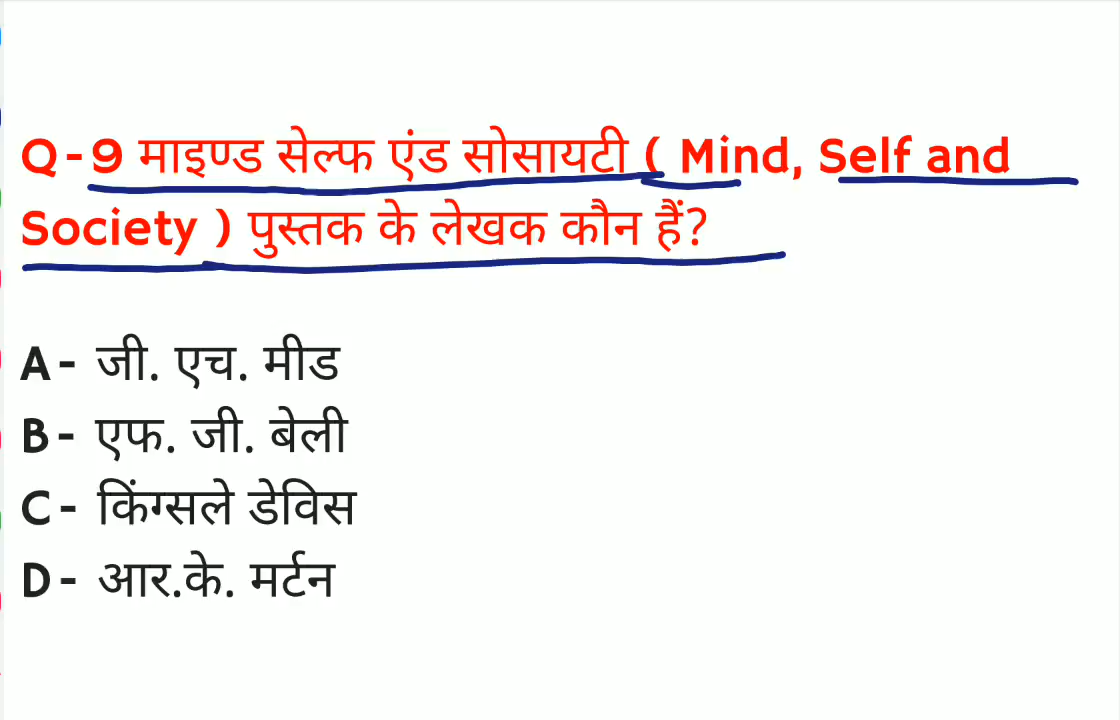 Q-9 माइण्ड सेल्फ एंड सोसायटी ( Mind, Self and
Society ) पुस्तक के लेखक कौन हैं?
A- जी. एच. मीड
B- एफ. जी. बेली
C- किंग्सले डेविस
D- आर.के. मर्टन